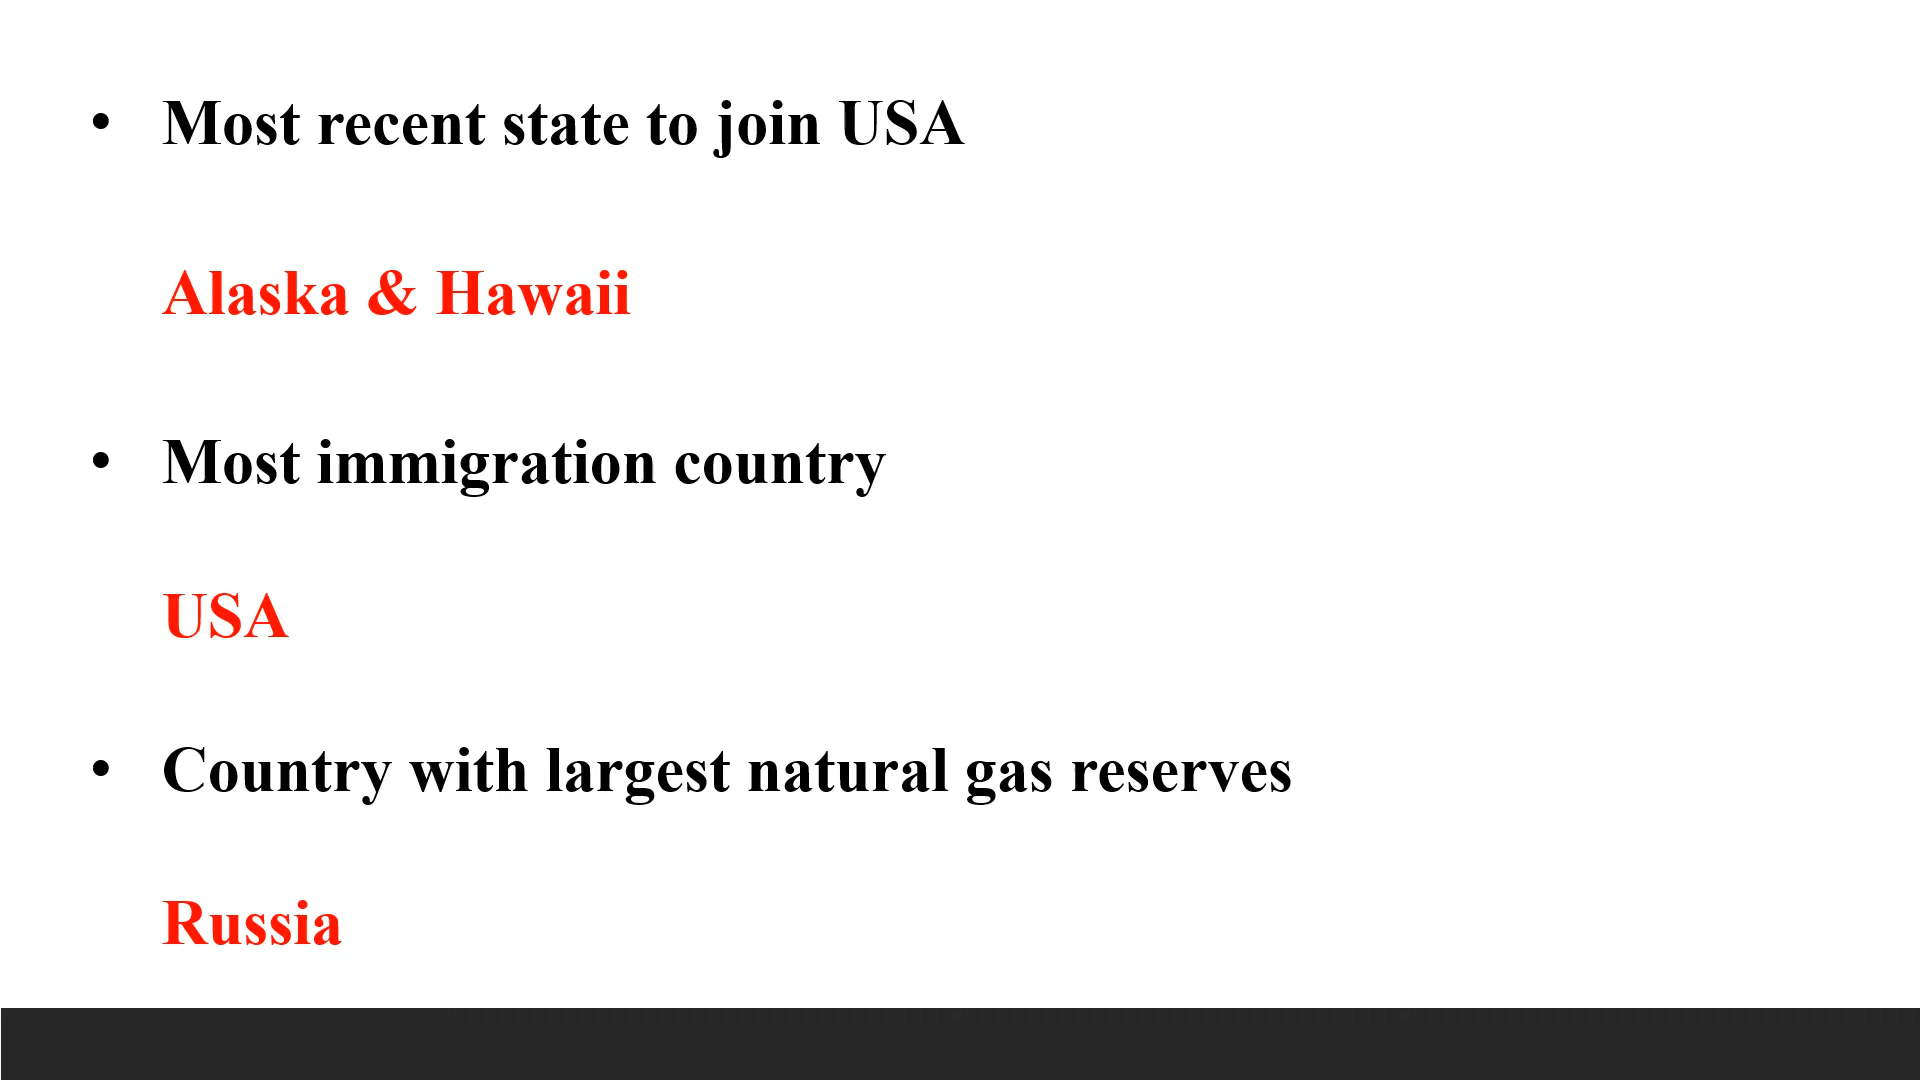 • Most recent state to join USA
Alaska & Hawaii
• Most immigration country
USA
• Country with largest natural gas reserves
Russia